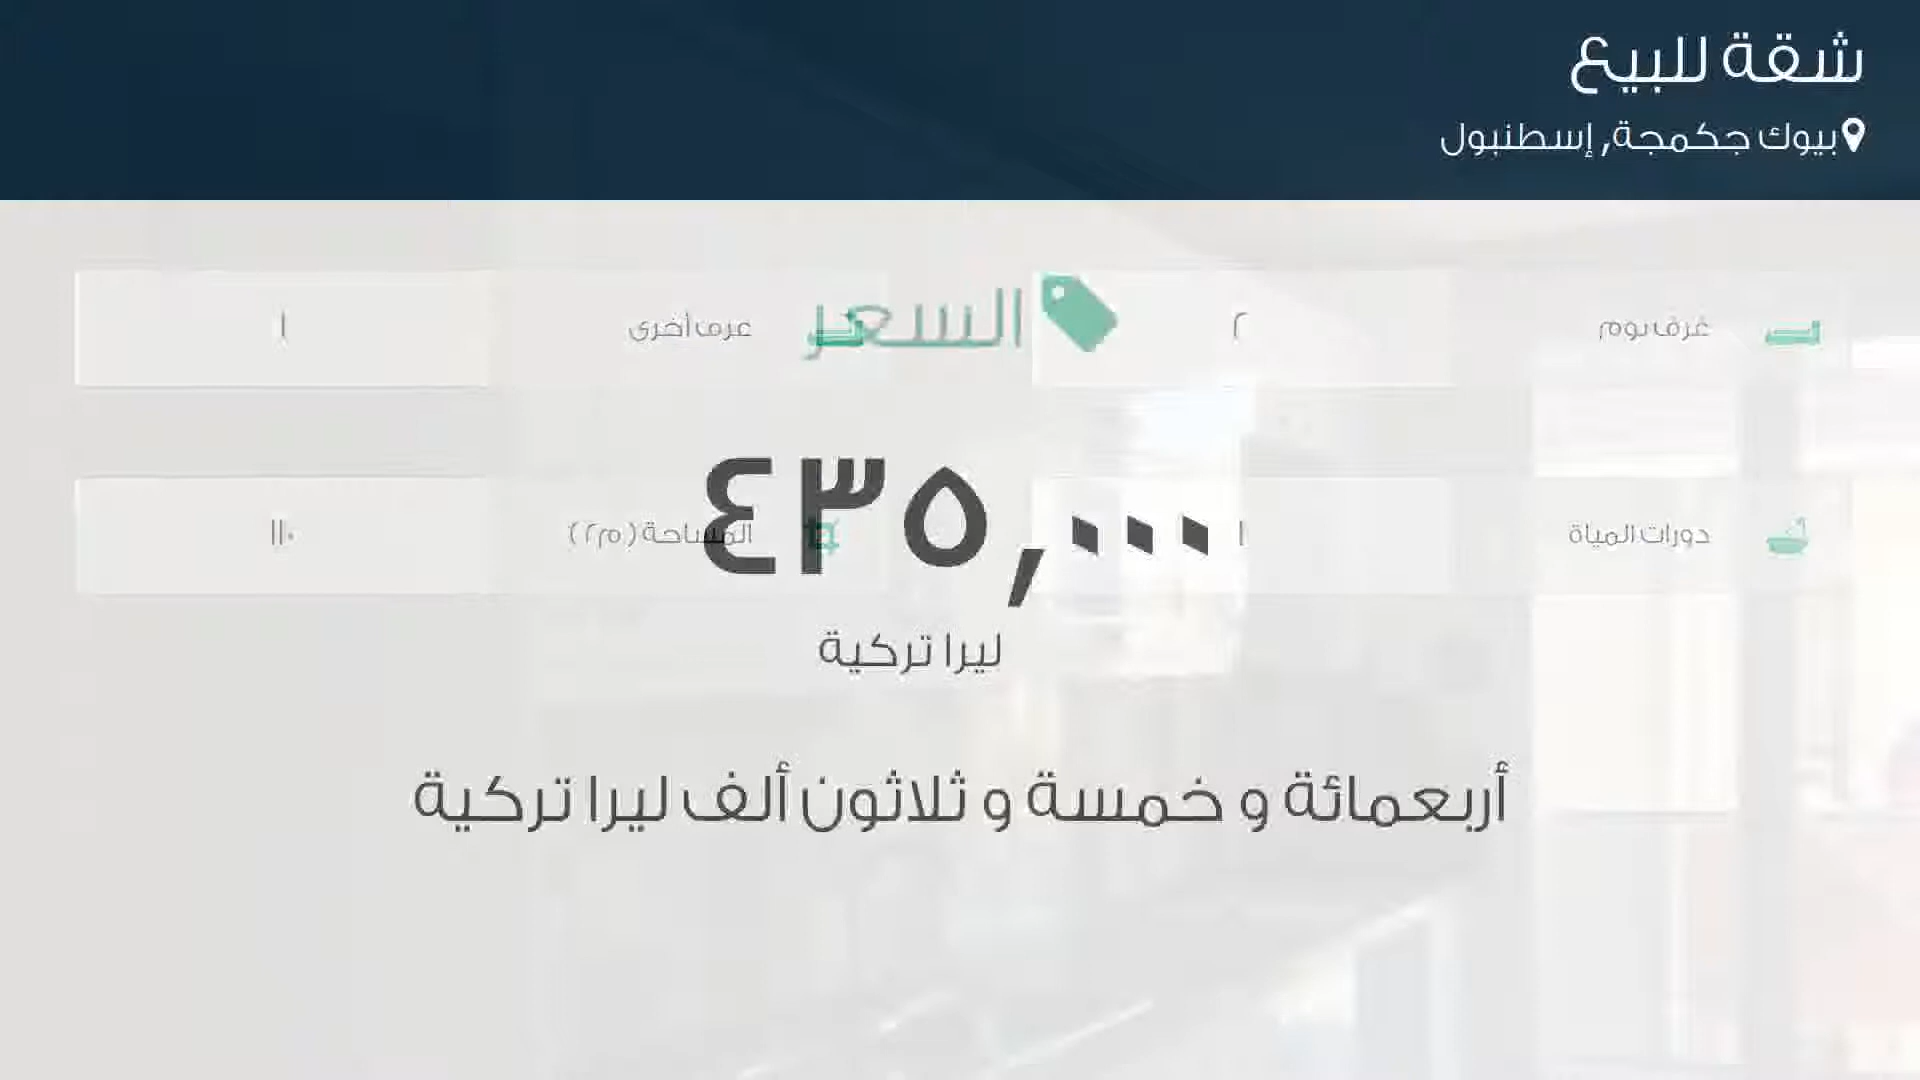 شقة للبيع
بيوك جكمجة, إسطنبول
السعر
غرف نوم
٢
غرف أخرى
١
٤٣٥,٠٠٠
دورات المياة
١
المساحة (م٢)
١١٠
ليرا تركية
أربعمائة و خمسة و ثلاثون ألف ليرا تركية